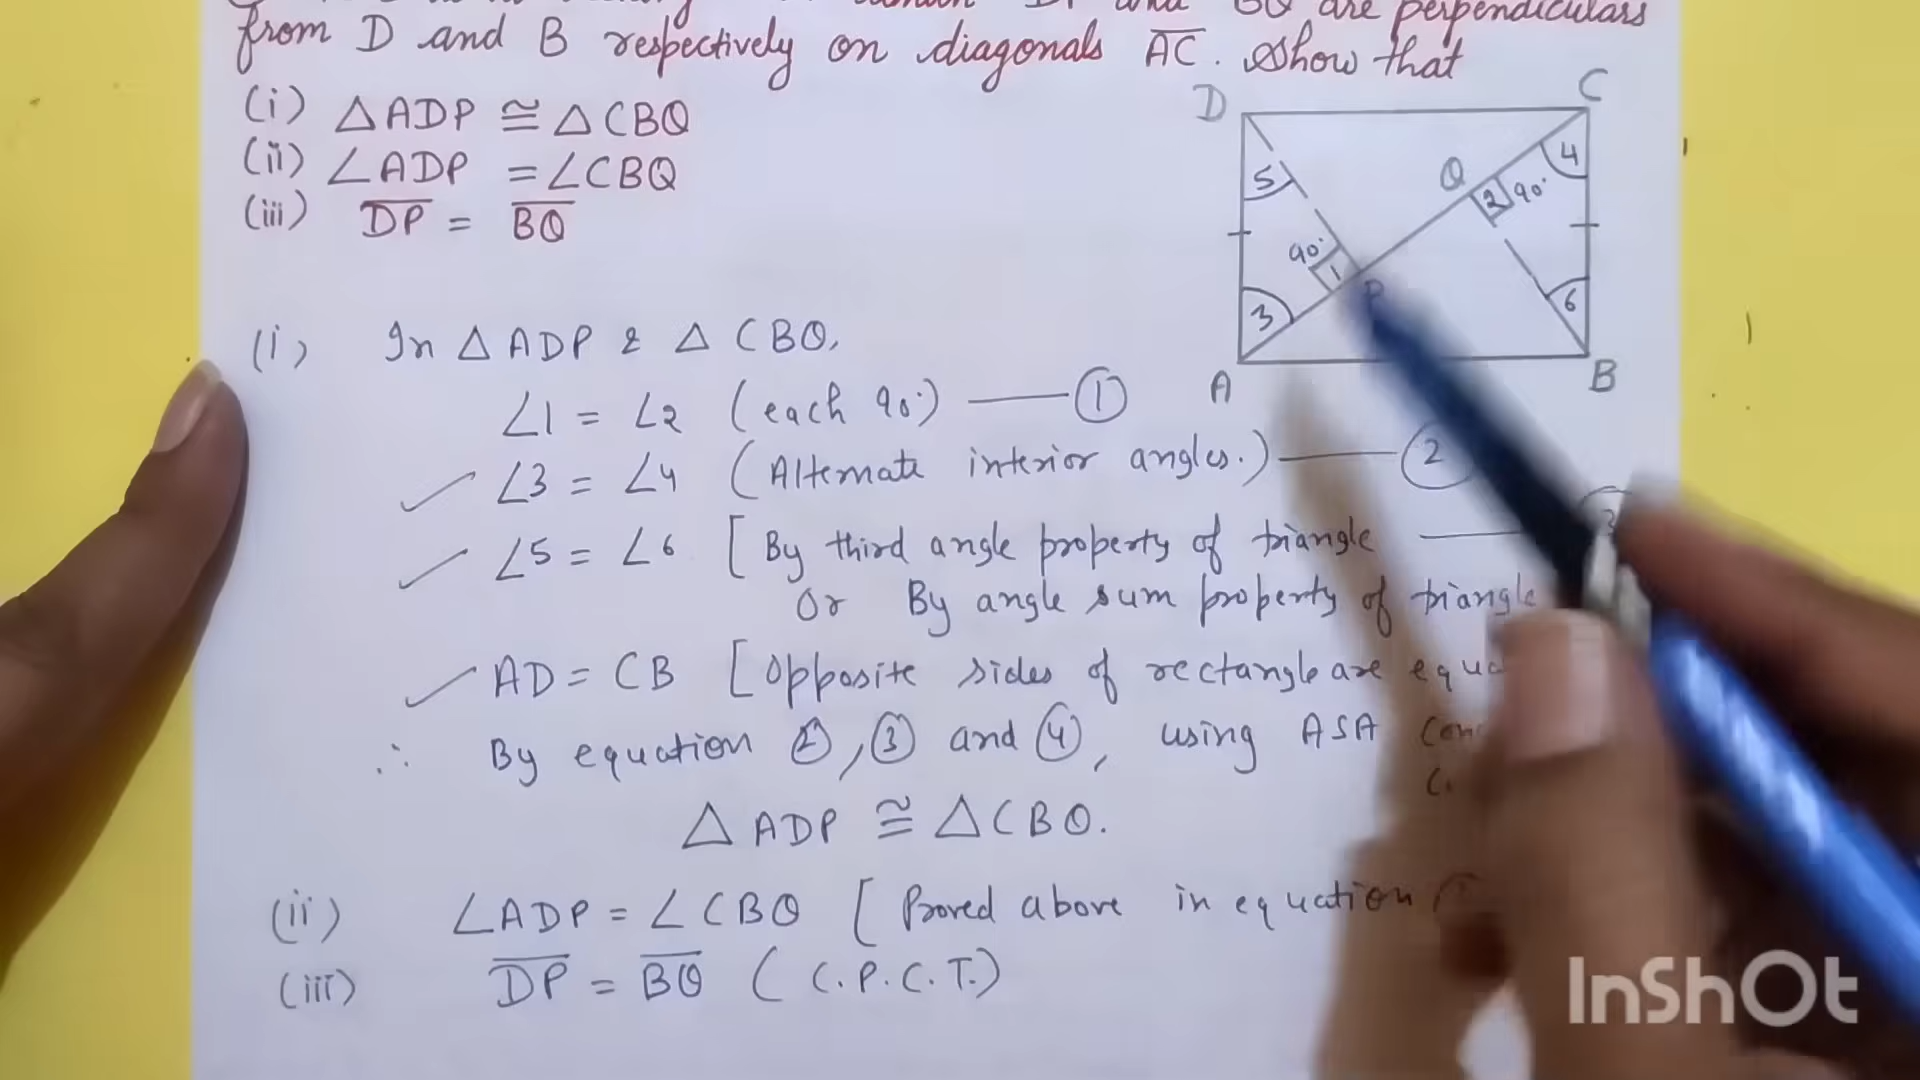 are perpendiculars
from D and B respectively on diagonals AC. Show that
(i) △ADP ≅ △CBQ
(ii) ∠ADP = ∠CBQ
(iii) DP = BQ
D C
5 Q 4
2 90°
90° 1 P
3 6
A B
(i) In △ADP & △CBQ,
∠1 = ∠2 (each 90°) — ①
∠3 = ∠4 (Alternate interior angles.) — ②
∠5 = ∠6 [By third angle property of triangle —
Or By angle sum property of triangle
AD = CB [Opposite sides of rectangle are
∴ By equation ②, ③ and ④, using ASA
△ADP ≅ △CBQ.
(ii) ∠ADP = ∠CBQ [Proved above in equation
(iii) DP = BQ (C.P.C.T.)
InShOt